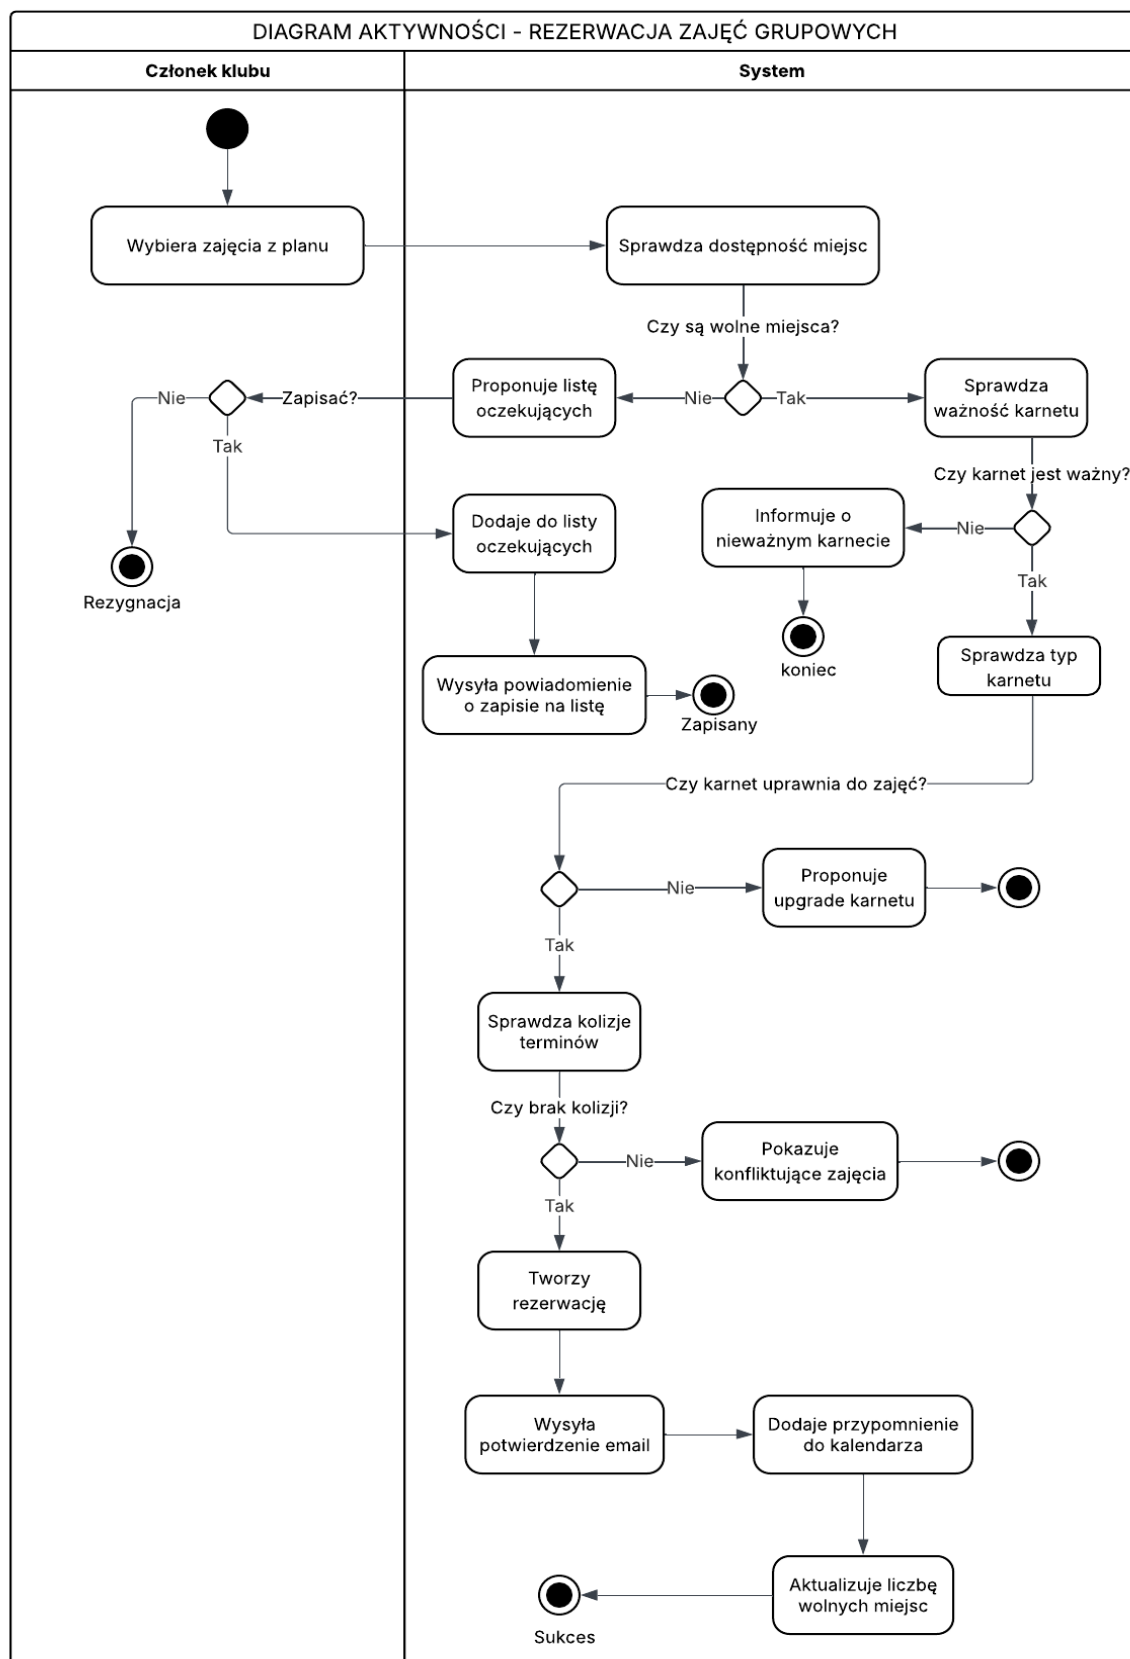 DIAGRAM AKTYWNOŚCI - REZERWACJA ZAJĘĆ GRUPOWYCH
Członek klubu
System
Wybiera zajęcia z planu
Sprawdza dostępność miejsc
Czy są wolne miejsca?
Nie
Zapisać?
Proponuje listę
oczekujących
Nie
Tak
Sprawdza
ważność karnetu
Tak
Czy karnet jest ważny?
Dodaje do listy
oczekujących
Informuje o
nieważnym karnecie
Nie
Tak
Rezygnacja
koniec
Sprawdza typ
karnetu
Wysyła powiadomienie
o zapisie na listę
Zapisany
Czy karnet uprawnia do zajęć?
Nie
Proponuje
upgrade karnetu
Tak
Sprawdza kolizje
terminów
Czy brak kolizji?
Nie
Pokazuje
konfliktujące zajęcia
Tak
Tworzy
rezerwację
Wysyła
potwierdzenie email
Dodaje przypomnienie
do kalendarza
Aktualizuje liczbę
wolnych miejsc
Sukces